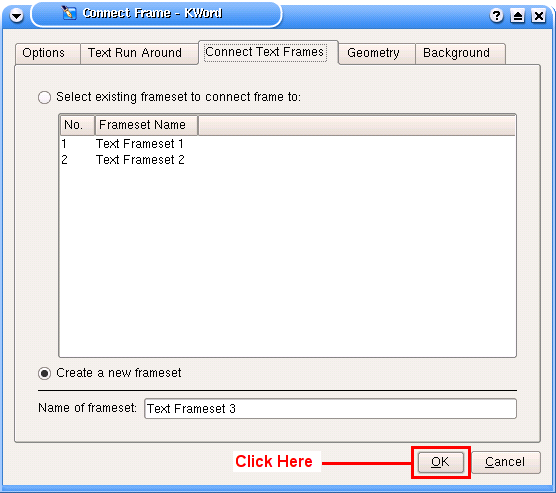 Connect Frame - KWord
Options Text Run Around Connect Text Frames Geometry Background
Select existing frameset to connect frame to:
No. Frameset Name
1 Text Frameset 1
2 Text Frameset 2
Create a new frameset
Name of frameset: Text Frameset 3
Click Here OK Cancel